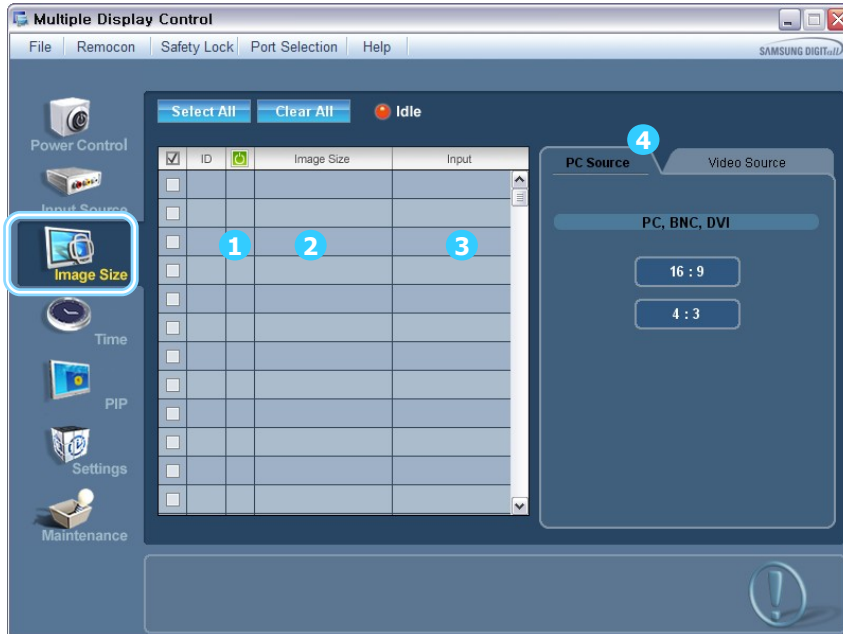 Multiple Display Control
File Remocon Safety Lock Port Selection Help
SAMSUNG DIGITall
Select All Clear All Idle
Power Control
Input Source
Image Size
Time
PIP
Settings
Maintenance
ID Image Size Input
1 2 3
4
PC Source Video Source
PC, BNC, DVI
16 : 9
4 : 3